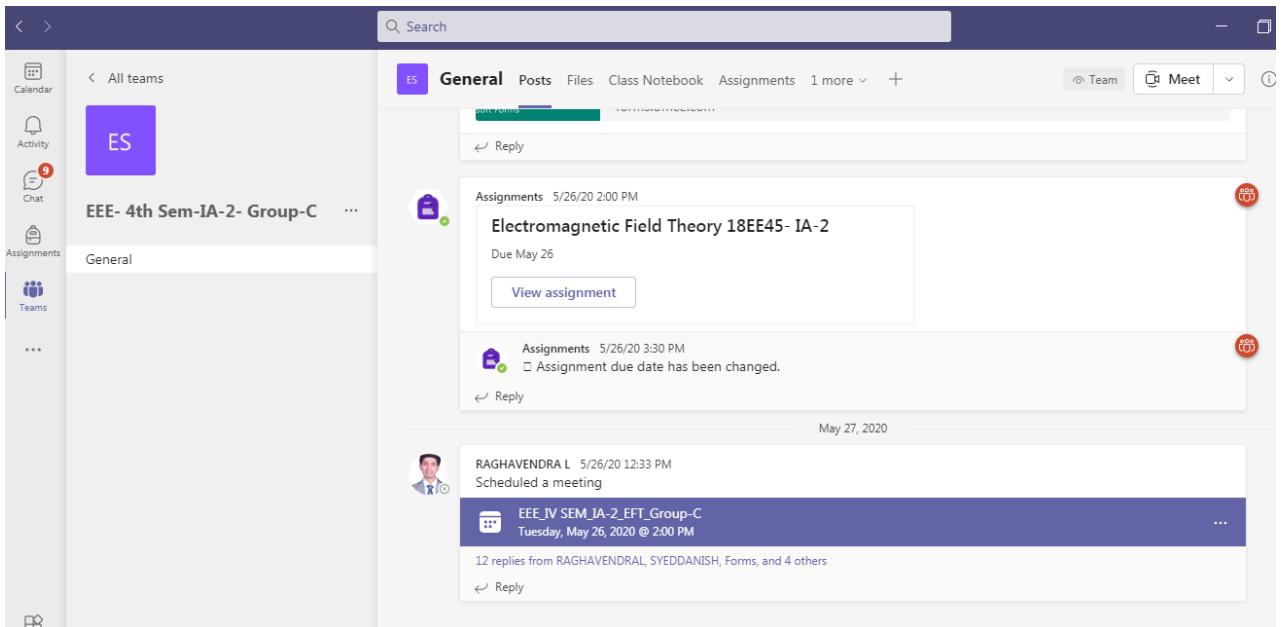 Search
Calendar
Activity
9
Chat
Assignments
Teams
All teams
ES
EEE- 4th Sem-IA-2- Group-C
General
ES General Posts Files Class Notebook Assignments 1 more
Team
Meet
Reply
Assignments 5/26/20 2:00 PM
Electromagnetic Field Theory 18EE45- IA-2
Due May 26
View assignment
Assignments 5/26/20 3:30 PM
Assignment due date has been changed.
Reply
May 27, 2020
RAGHAVENDRA L 5/26/20 12:33 PM
Scheduled a meeting
EEE_IV SEM_IA-2_EFT_Group-C
Tuesday, May 26, 2020 @ 2:00 PM
12 replies from RAGHAVENDRAL, SYEDDANISH, Forms, and 4 others
Reply